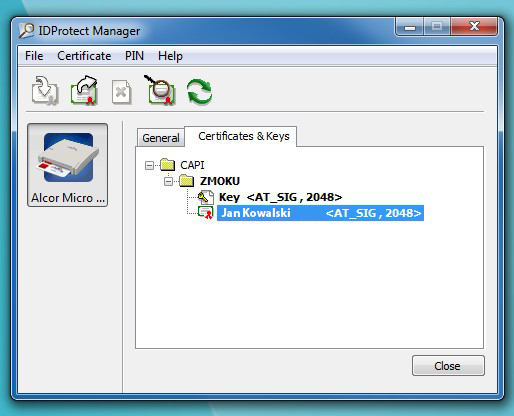 IDProtect Manager
File Certificate PIN Help
General Certificates & Keys
CAPI
ZMOKU
Key <AT_SIG , 2048>
Jan Kowalski <AT_SIG , 2048>
Alcor Micro ...
Close